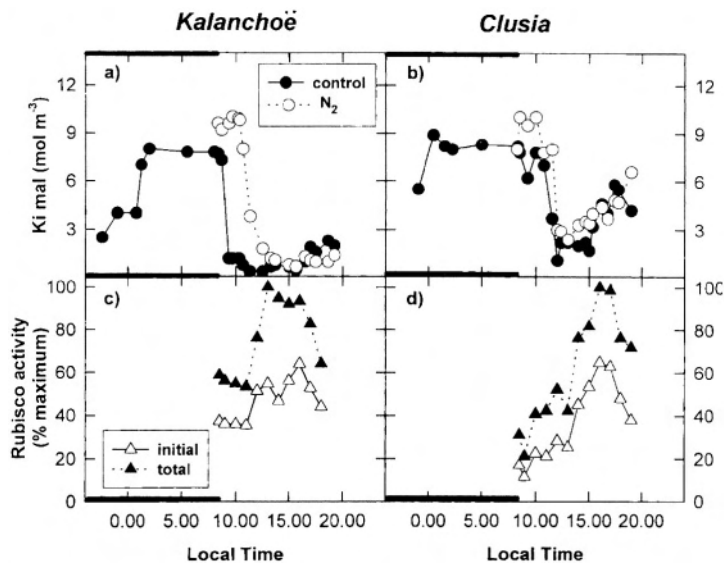 Kalanchoë Clusia
a) b)
control
N2
12
9
6
3
Ki mal (mol m-3)
12
9
6
3
c) d)
100
80
60
40
20
0
Rubisco activity
(% maximum)
initial
total
100
80
60
40
20
0
0.00 5.00 10.00 15.00 20.00 0.00 5.00 10.00 15.00 20.00
Local Time Local Time